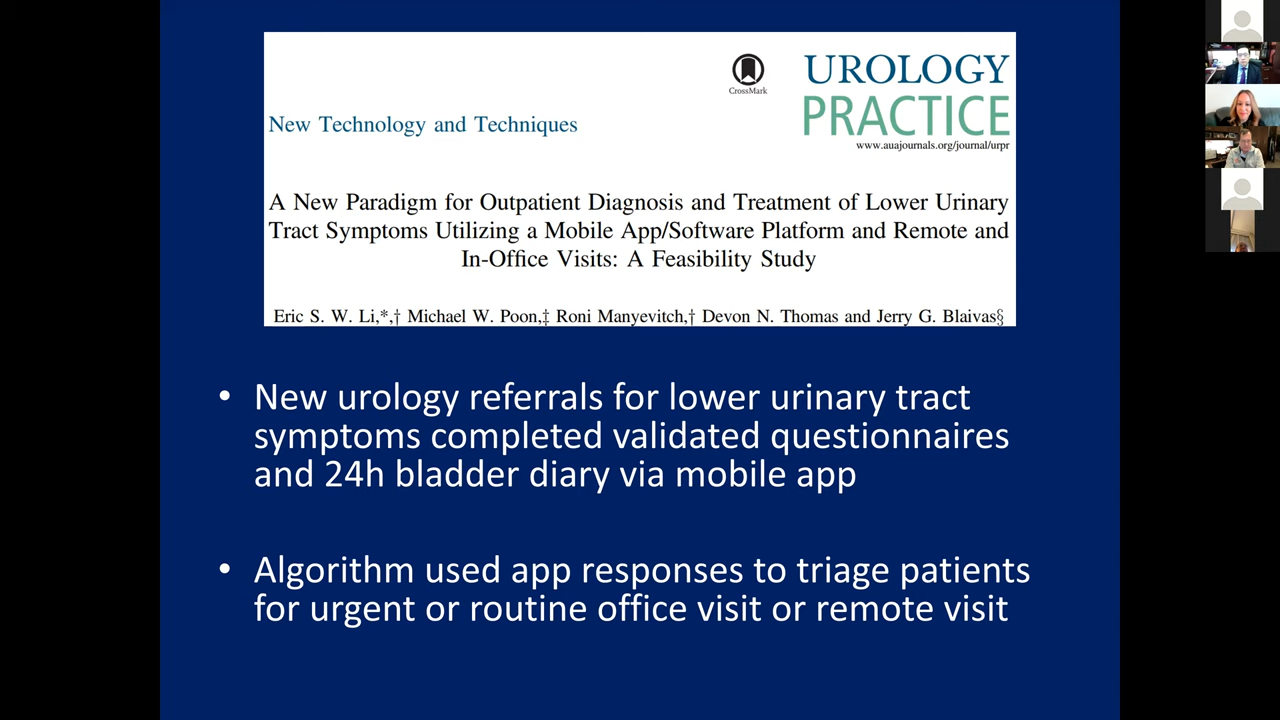 CrossMark
UROLOGY
PRACTICE
www.auajournals.org/journal/urpr
New Technology and Techniques
A New Paradigm for Outpatient Diagnosis and Treatment of Lower Urinary
Tract Symptoms Utilizing a Mobile App/Software Platform and Remote and
In-Office Visits: A Feasibility Study
Eric S. W. Li,*,† Michael W. Poon,‡ Roni Manyevitch,† Devon N. Thomas and Jerry G. Blaivas§
• New urology referrals for lower urinary tract
symptoms completed validated questionnaires
and 24h bladder diary via mobile app
• Algorithm used app responses to triage patients
for urgent or routine office visit or remote visit